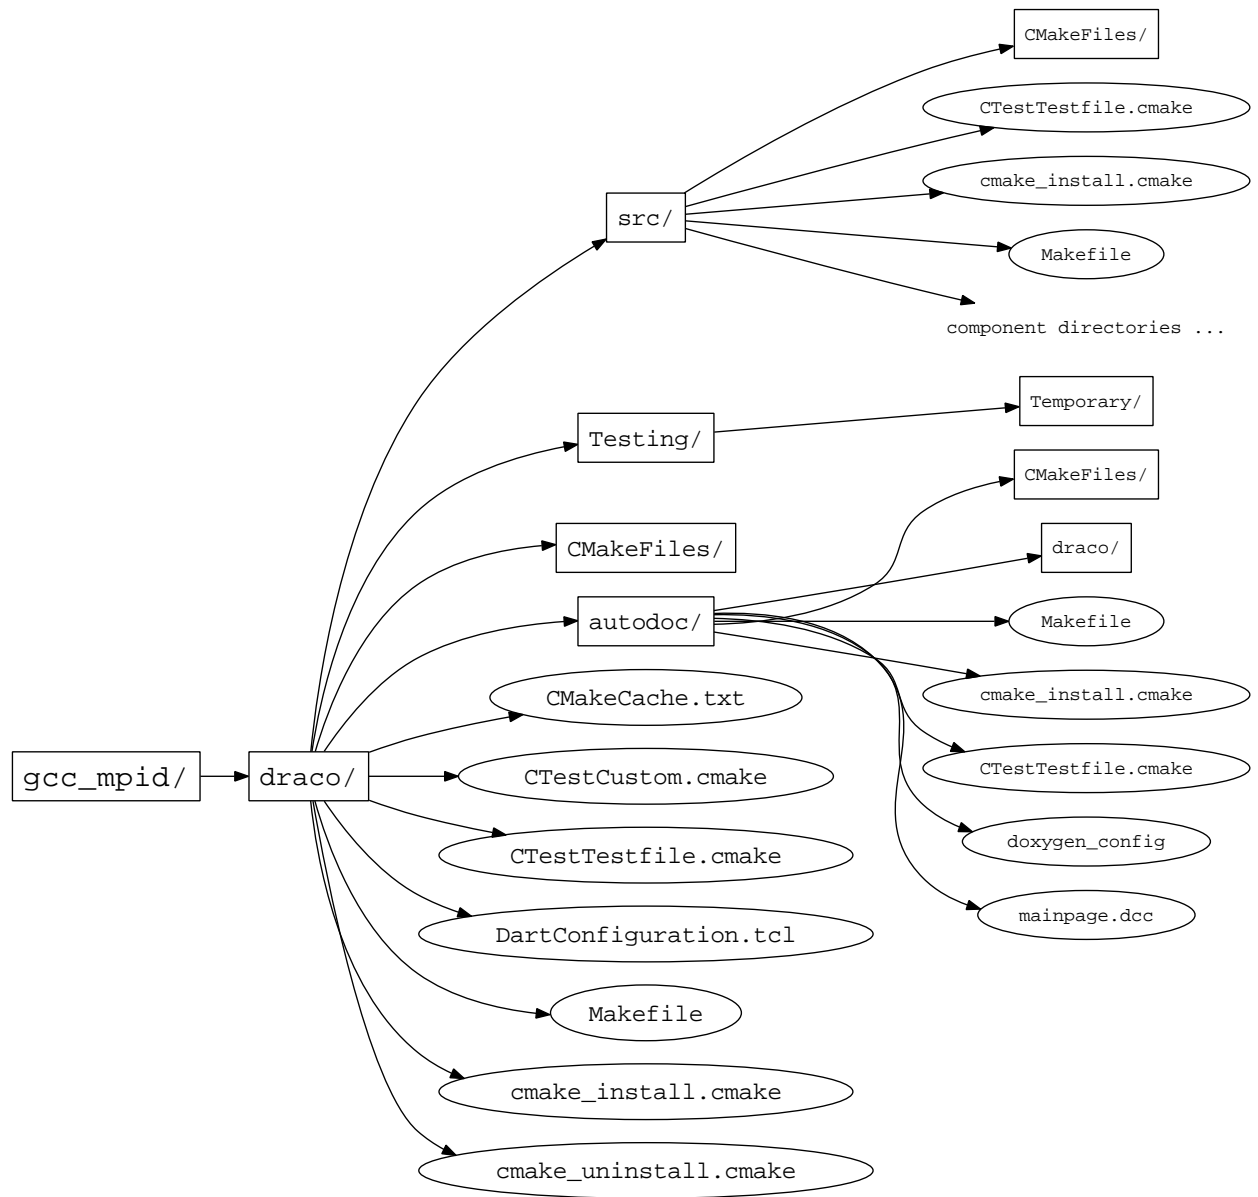 CMakeFiles/
CTestTestfile.cmake
cmake_install.cmake
src/
Makefile
component directories ...
Temporary/
Testing/
CMakeFiles/
CMakeFiles/
draco/
autodoc/
Makefile
CMakeCache.txt
cmake_install.cmake
gcc_mpid/
draco/
CTestCustom.cmake
CTestTestfile.cmake
CTestTestfile.cmake
doxygen_config
DartConfiguration.tcl
mainpage.dcc
Makefile
cmake_install.cmake
cmake_uninstall.cmake